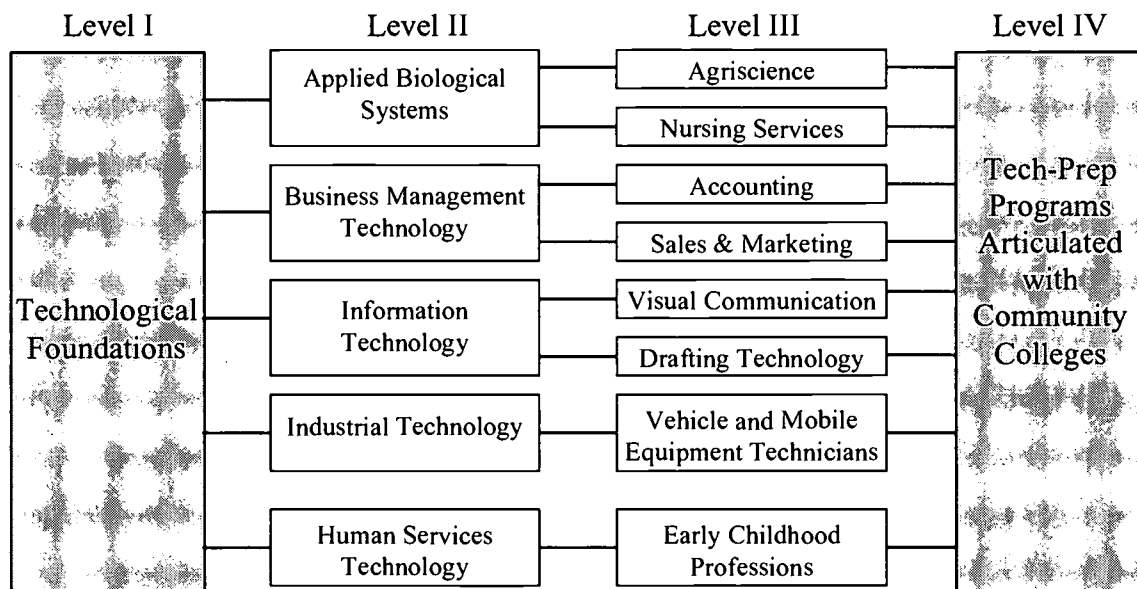 Level I
Level II
Level III
Level IV
Technological
Foundations
Applied Biological
Systems
Business Management
Technology
Information
Technology
Industrial Technology
Human Services
Technology
Agriscience
Nursing Services
Accounting
Sales & Marketing
Visual Communication
Drafting Technology
Vehicle and Mobile
Equipment Technicians
Early Childhood
Professions
Tech-Prep
Programs
Articulated
with
Community
Colleges